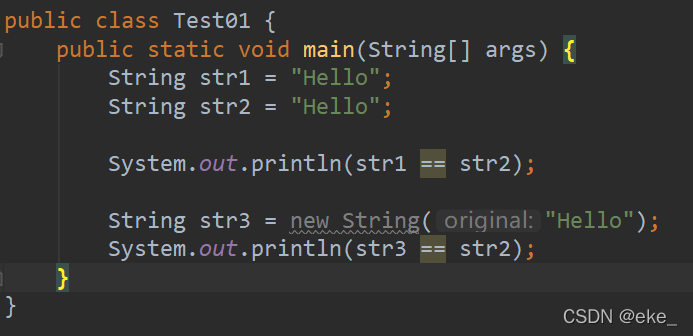 public class Test01 {
    public static void main(String[] args) {
        String str1 = "Hello";
        String str2 = "Hello";
        System.out.println(str1 == str2);
        String str3 = new String( original: "Hello");
        System.out.println(str3 == str2);
    }
}
CSDN @eke_